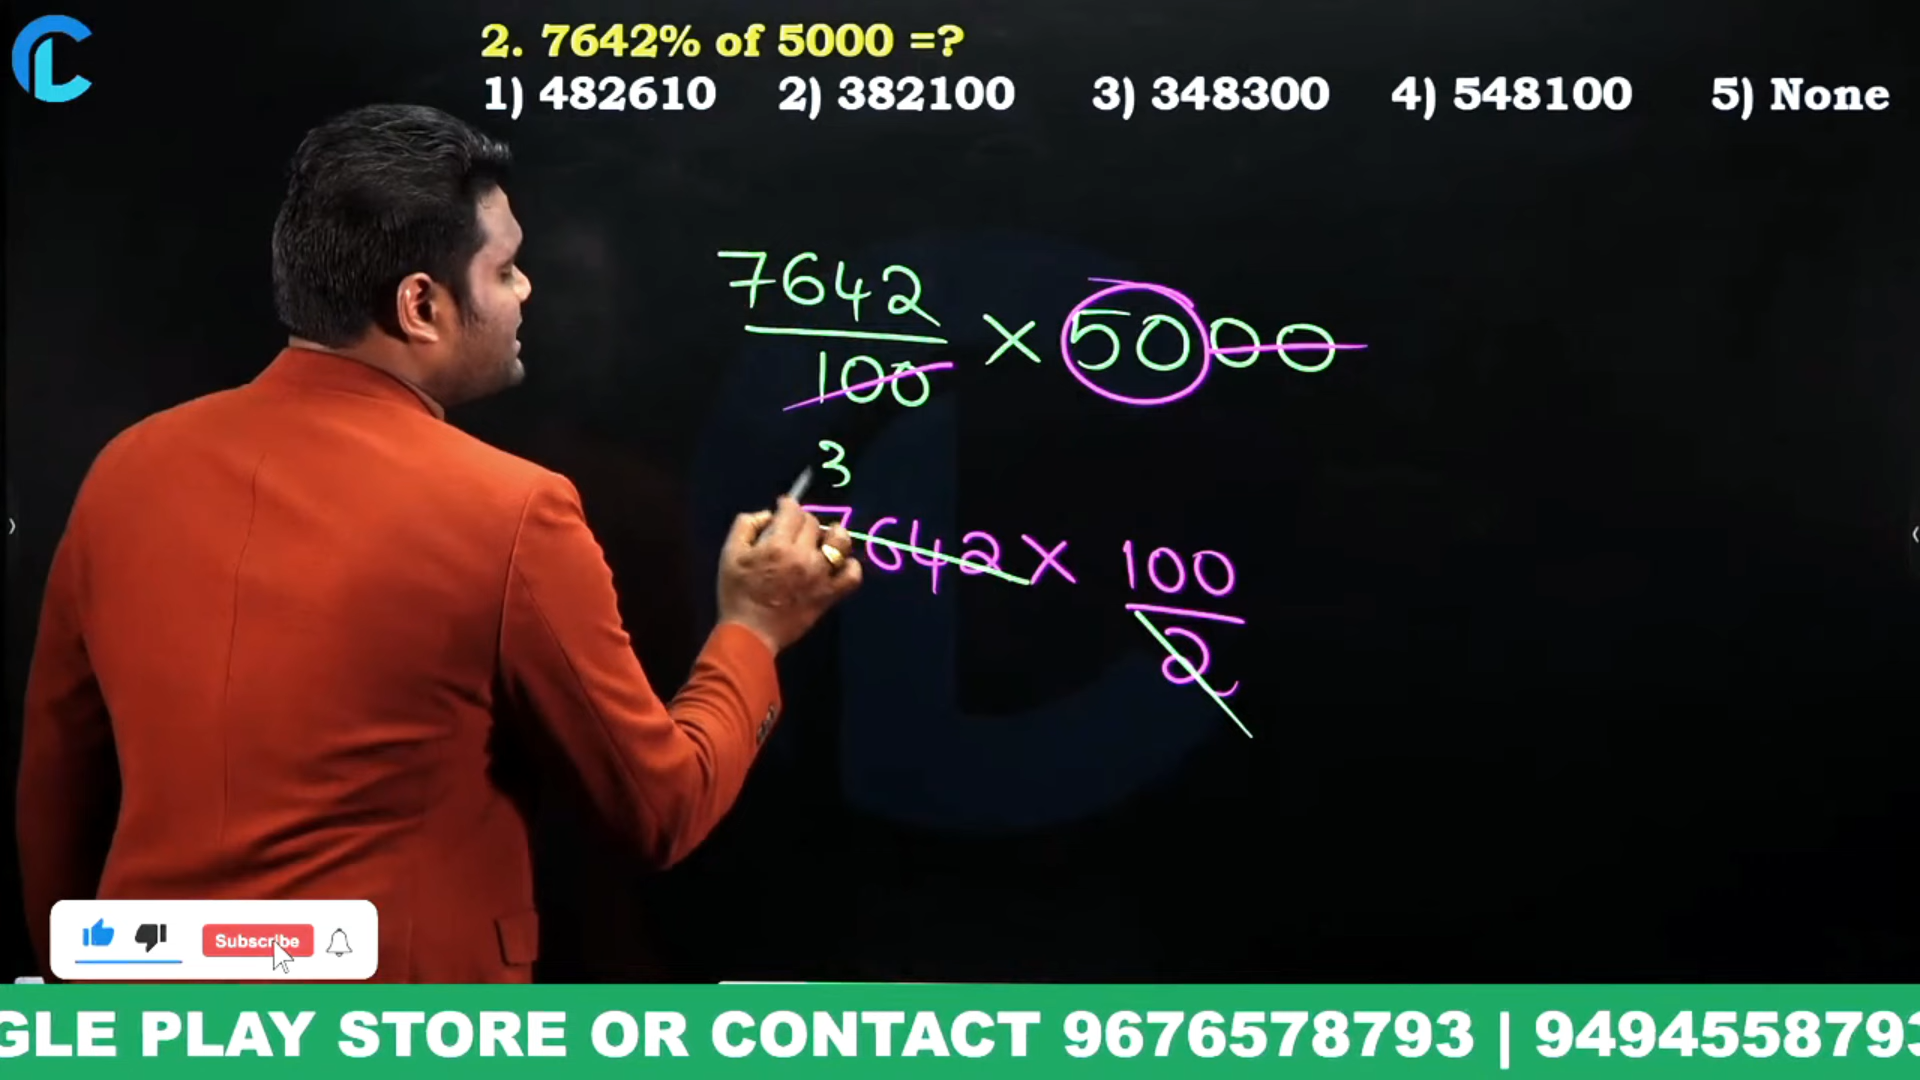 2. 7642% of 5000 =?
1) 482610 2) 382100 3) 348300 4) 548100 5) None
7642
100
× 5000
3
7642 × 100
2
Subscribe
GLE PLAY STORE OR CONTACT 9676578793 | 949455879